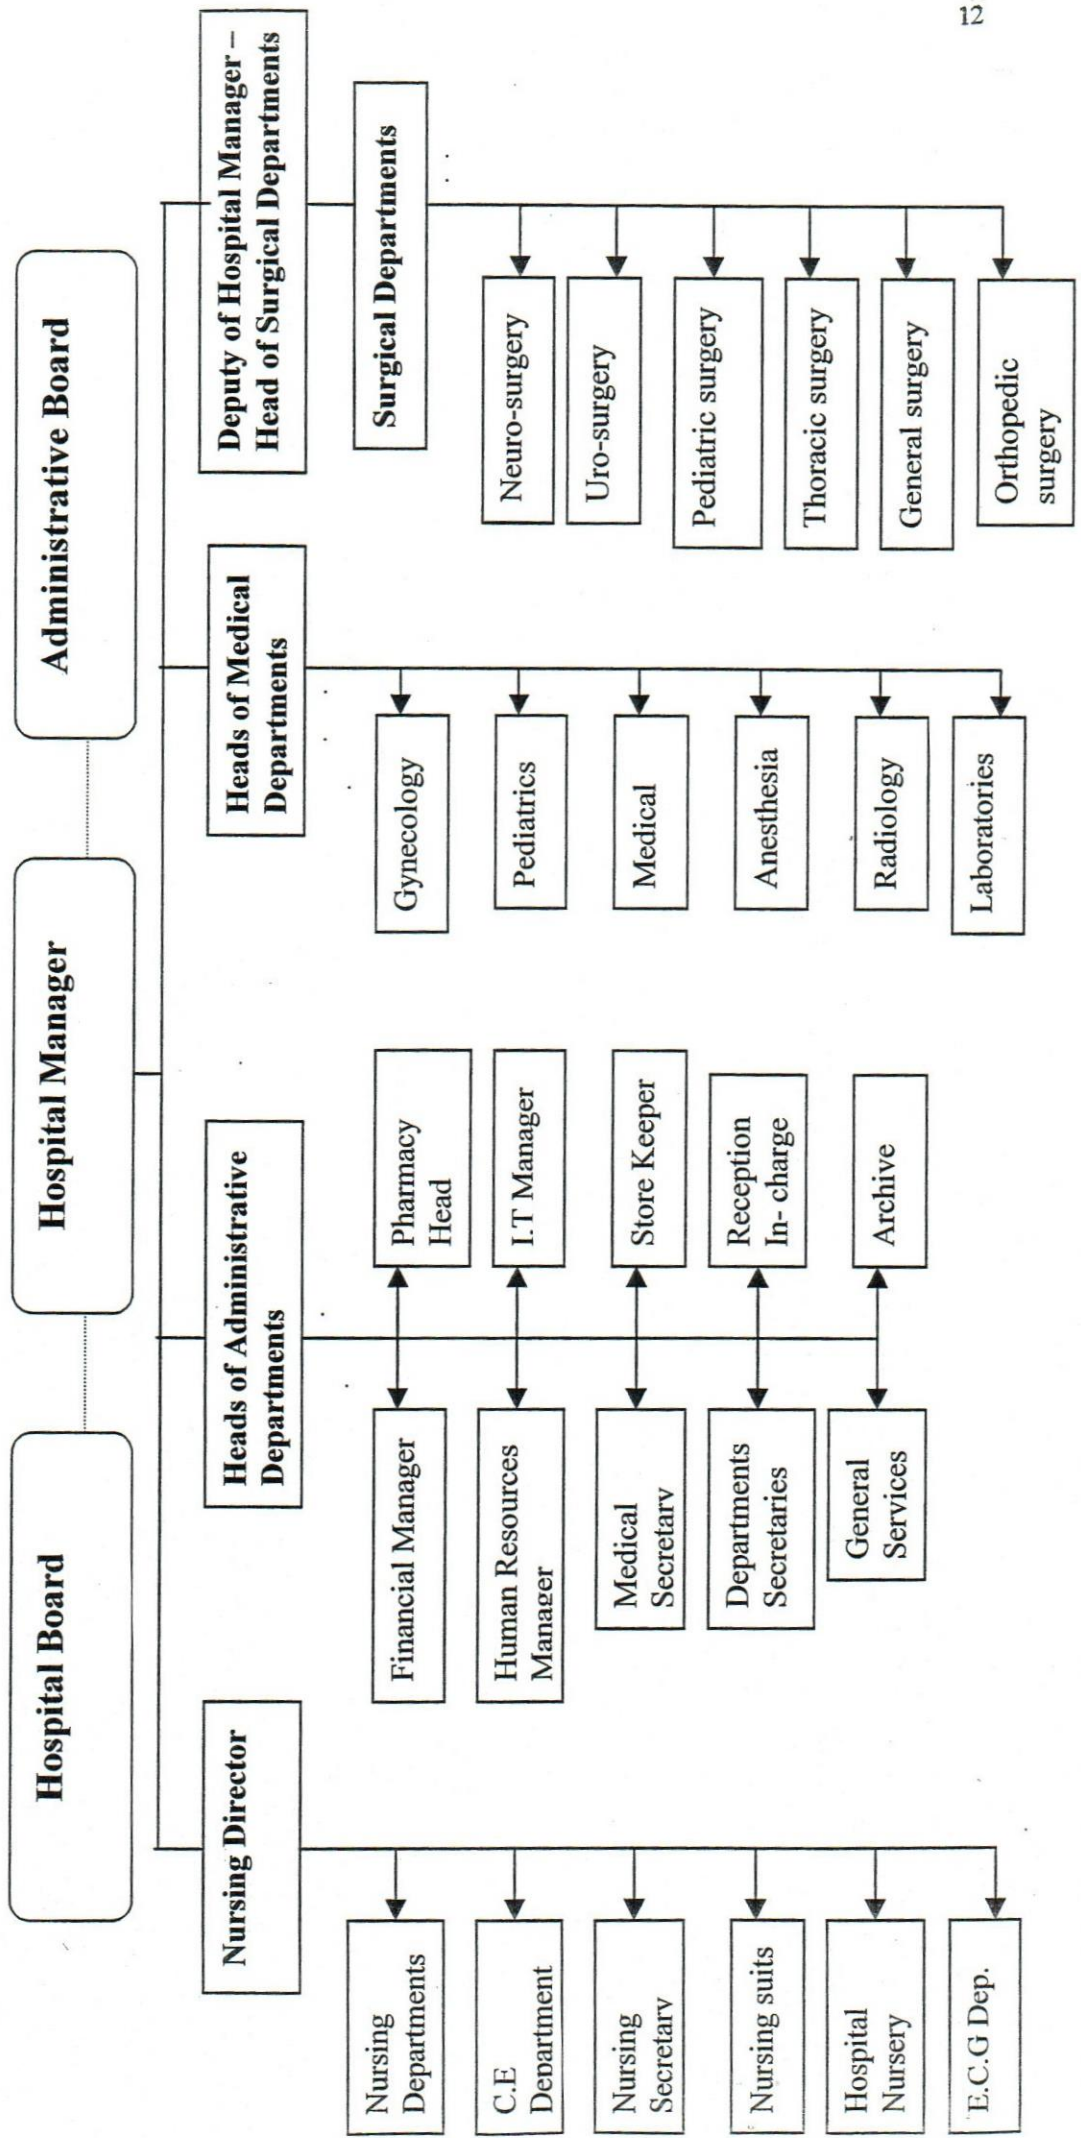 12
Hospital Board
Hospital Manager
Administrative Board
Nursing Director
Heads of Administrative
Departments
Heads of Medical
Departments
Deputy of Hospital Manager –
Head of Surgical Departments
Nursing
Departments
C.E
Department
Nursing
Secretary
Nursing suits
Hospital
Nursery
E.C.G Dep.
Financial Manager
Human Resources
Manager
Medical
Secretary
Departments
Secretaries
General
Services
Pharmacy
Head
I.T Manager
Store Keeper
Reception
In- charge
Archive
Gynecology
Pediatrics
Medical
Anesthesia
Radiology
Laboratories
Surgical Departments
Neuro-surgery
Uro-surgery
Pediatric surgery
Thoracic surgery
General surgery
Orthopedic
surgery